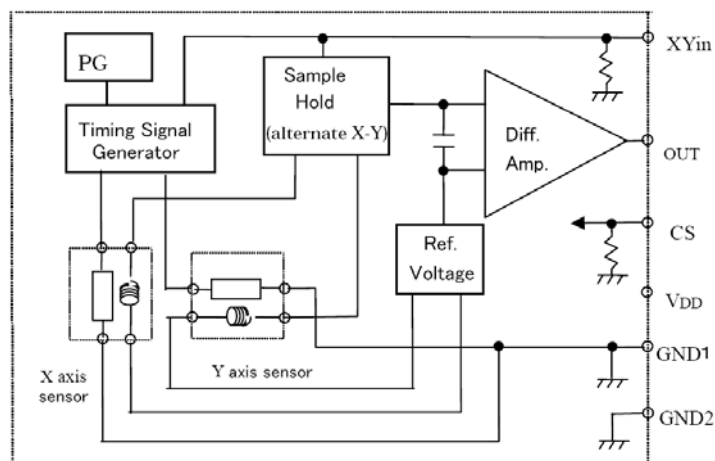 PG
Timing Signal
Generator
Sample
Hold
(alternate X-Y)
Diff.
Amp.
Ref.
Voltage
X axis
sensor
Y axis sensor
XYin
OUT
CS
VDD
GND1
GND2